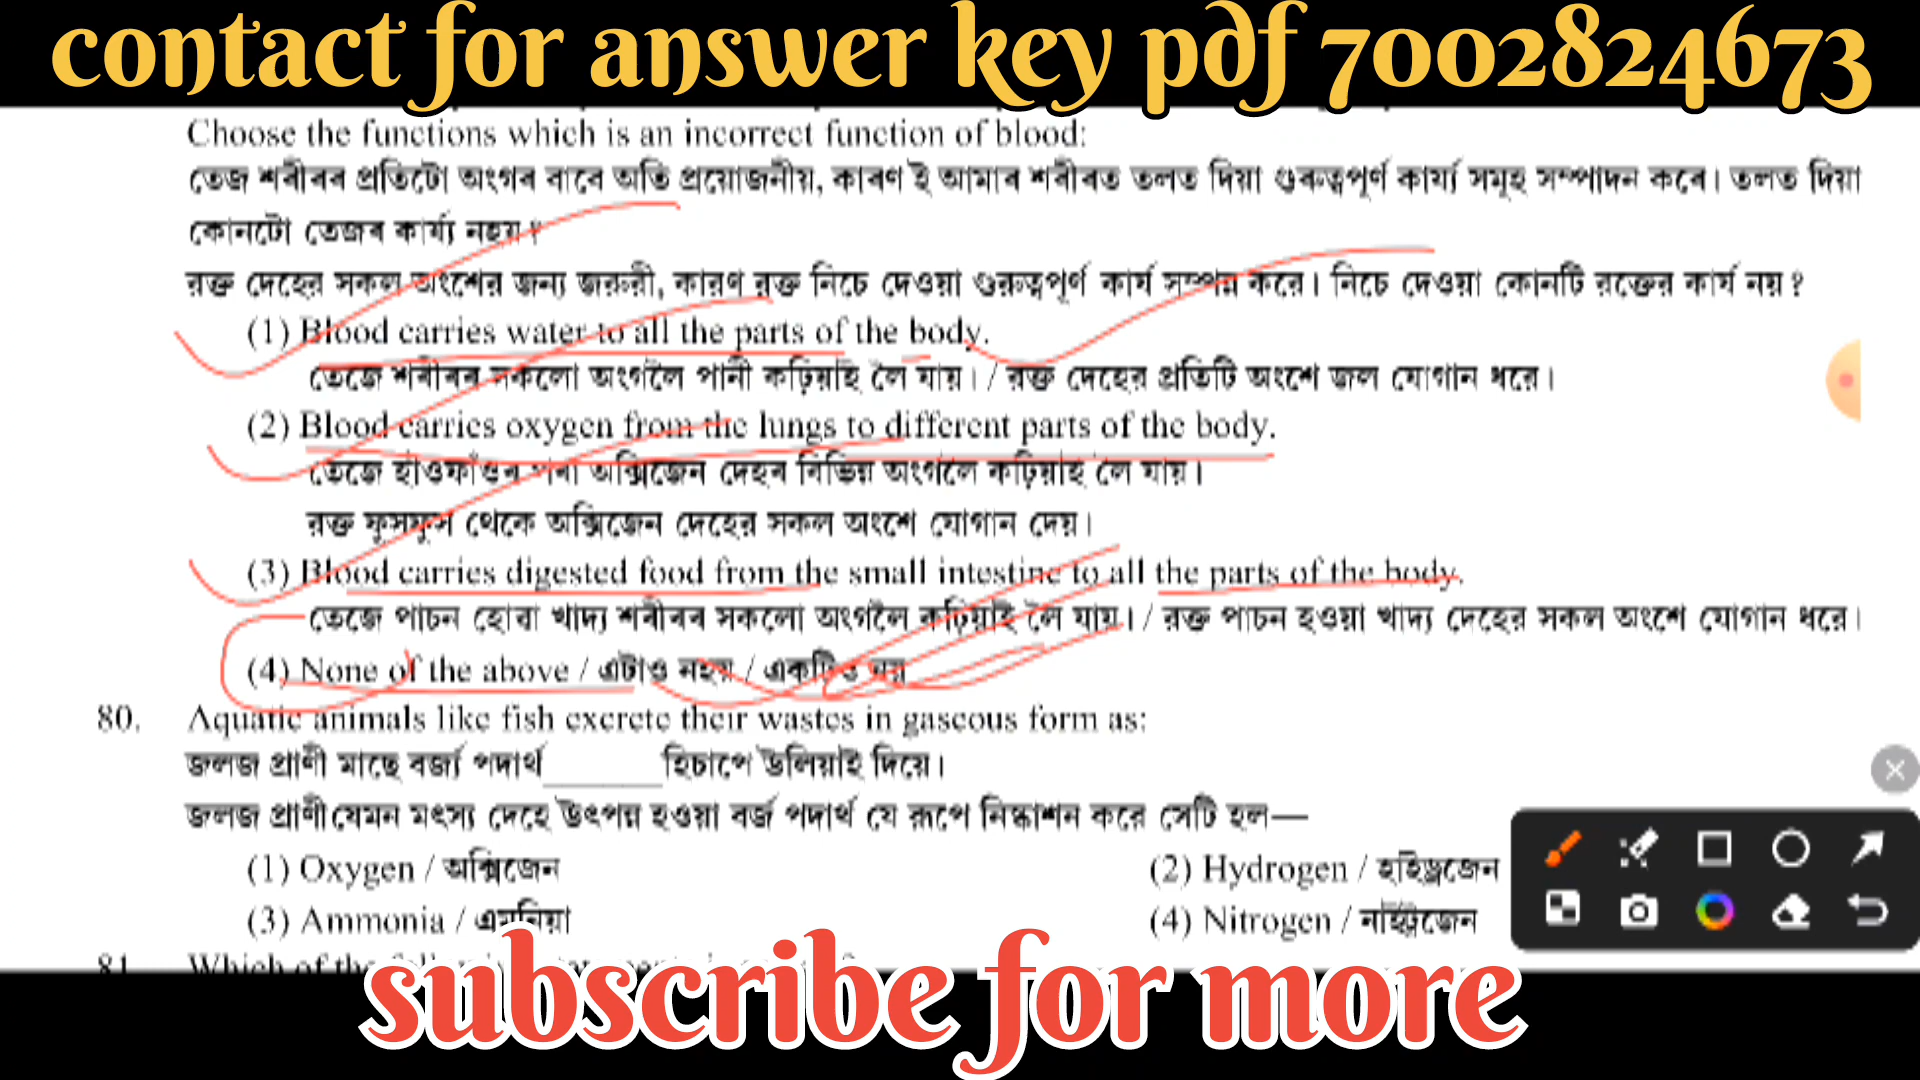 contact for answer key pdf 7002824673
Choose the functions which is an incorrect function of blood:
তেজ শৰীৰৰ প্ৰতিটো অংগৰ বাবে অতি প্ৰয়োজনীয়, কাৰণ ই আমাৰ শৰীৰত তলত দিয়া গুৰুত্বপূৰ্ণ কাৰ্য্য সমূহ সম্পাদন কৰে। তলত দিয়া
কোনটো তেজৰ কাৰ্য্য নহয়?
রক্ত দেহের সকল অংশের জন্য জরুরী, কারণ রক্ত নিচে দেওয়া গুরুত্বপূর্ণ কার্য সম্পন্ন করে। নিচে দেওয়া কোনটি রক্তের কার্য নয়?
(1) Blood carries water to all the parts of the body.
তেজে শৰীৰৰ সকলো অংগলৈ পানী কঢ়িয়াই লৈ যায়। / রক্ত দেহের প্রতিটি অংশে জল যোগান ধরে।
(2) Blood carries oxygen from the lungs to different parts of the body.
তেজে হাঁওফাঁওৰ পৰা অক্সিজেন দেহৰ বিভিন্ন অংগলৈ কঢ়িয়াই লৈ যায়।
রক্ত ফুসফুস থেকে অক্সিজেন দেহের সকল অংশে যোগান দেয়।
(3) Blood carries digested food from the small intestine to all the parts of the body.
তেজে পাচন হোৱা খাদ্য শৰীৰৰ সকলো অংগলৈ কঢ়িয়াই লৈ যায়। / রক্ত পাচন হওয়া খাদ্য দেহের সকল অংশে যোগান ধরে।
(4) None of the above / এটাও নহয় / একটিও নয়
80. Aquatic animals like fish excrete their wastes in gaseous form as:
জলজ প্ৰাণী মাছে বৰ্জ্য পদাৰ্থ______হিচাপে উলিয়াই দিয়ে।
জলজ প্রাণী যেমন মৎস্য দেহে উৎপন্ন হওয়া বর্জ পদার্থ যে রূপে নিষ্কাশন করে সেটি হল—
(1) Oxygen / অক্সিজেন
(2) Hydrogen / হাইড্ৰজেন
(3) Ammonia / এমনিয়া
(4) Nitrogen / নাইট্ৰজেন
81. Which of the
subscribe for more